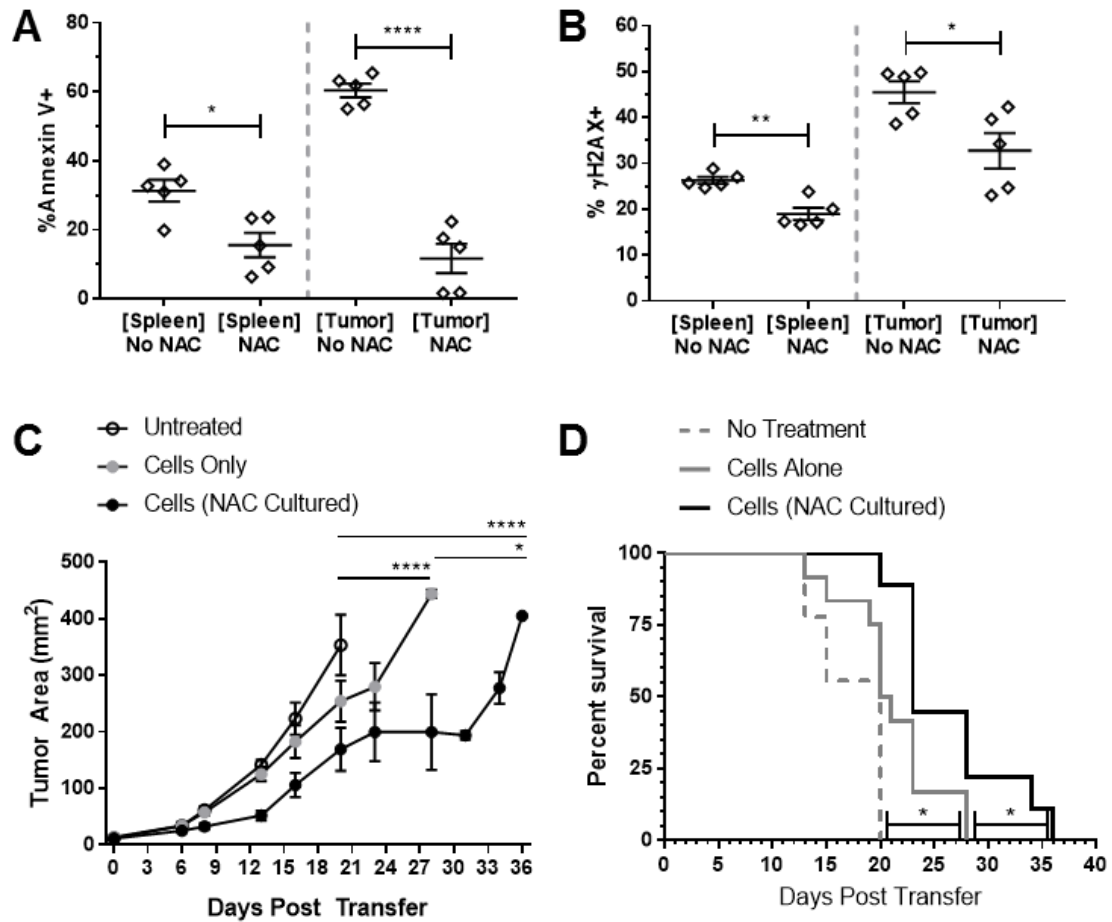 A
%Annexin V+
80
60
40
20
0
*
****
[Spleen] No NAC
[Spleen] NAC
[Tumor] No NAC
[Tumor] NAC
B
% γH2AX+
60
50
40
30
20
10
0
**
*
[Spleen] No NAC
[Spleen] NAC
[Tumor] No NAC
[Tumor] NAC
C
Untreated
Cells Only
Cells (NAC Cultured)
****
*
****
Tumor Area (mm²)
500
400
300
200
100
0
0 3 6 9 12 15 18 21 24 27 30 33 36
Days Post Transfer
D
No Treatment
Cells Alone
Cells (NAC Cultured)
Percent survival
100
75
50
25
0
* *
0 5 10 15 20 25 30 35 40
Days Post Transfer